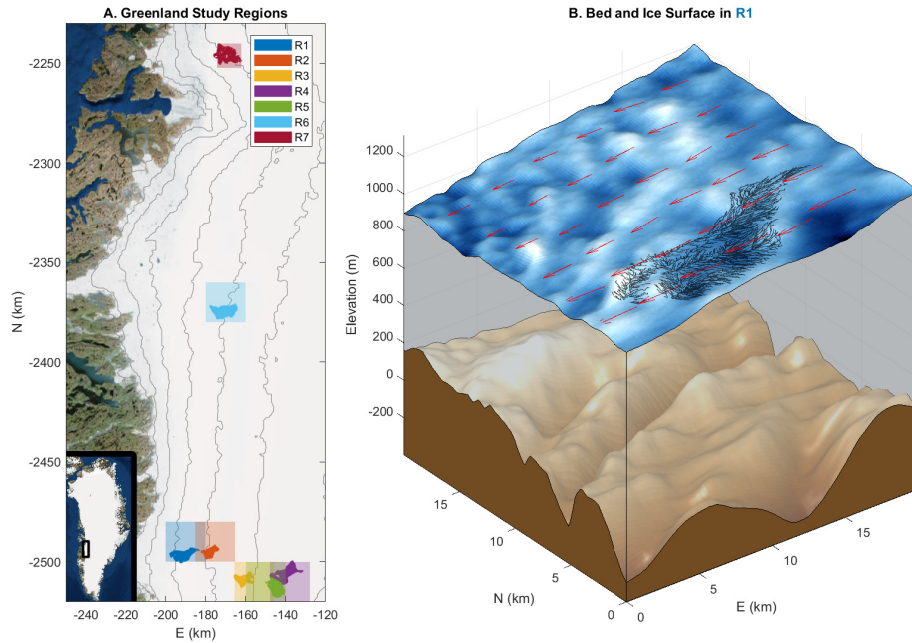 A. Greenland Study Regions
-2250
-2300
-2350
-2400
-2450
-2500
N (km)
R1
R2
R3
R4
R5
R6
R7
-240
-220
-200
-180
-160
-140
-120
E (km)
B. Bed and Ice Surface in R1
1200
1000
800
600
400
200
0
-200
Elevation (m)
15
10
5
0
N (km)
0
5
10
15
E (km)